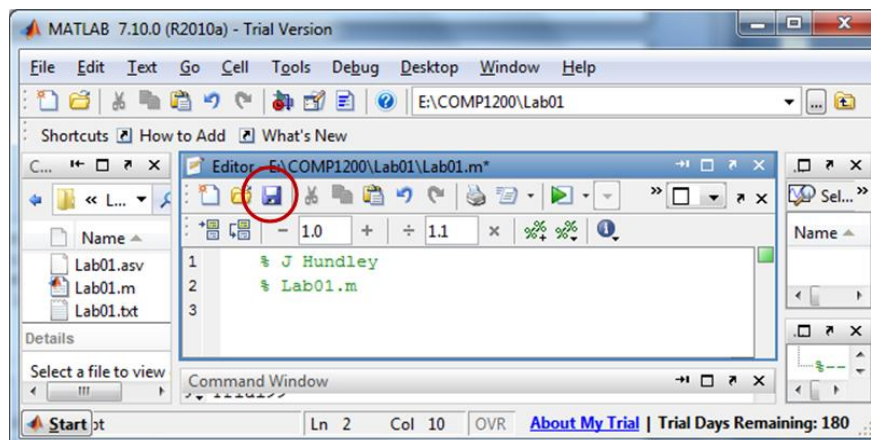 MATLAB 7.10.0 (R2010a) - Trial Version
File Edit Text Go Cell Tools Debug Desktop Window Help
E:\COMP1200\Lab01
Shortcuts How to Add What's New
C...
Editor - E:\COMP1200\Lab01\Lab01.m*
« L...
» Sel... »
Name
- 1.0 + ÷ 1.1 ×
Name
Lab01.asv
Lab01.m
Lab01.txt
1 % J Hundley
2 % Lab01.m
3
Details
Select a file to view
Command Window
%--
Start
Ln 2 Col 10 OVR About My Trial | Trial Days Remaining: 180